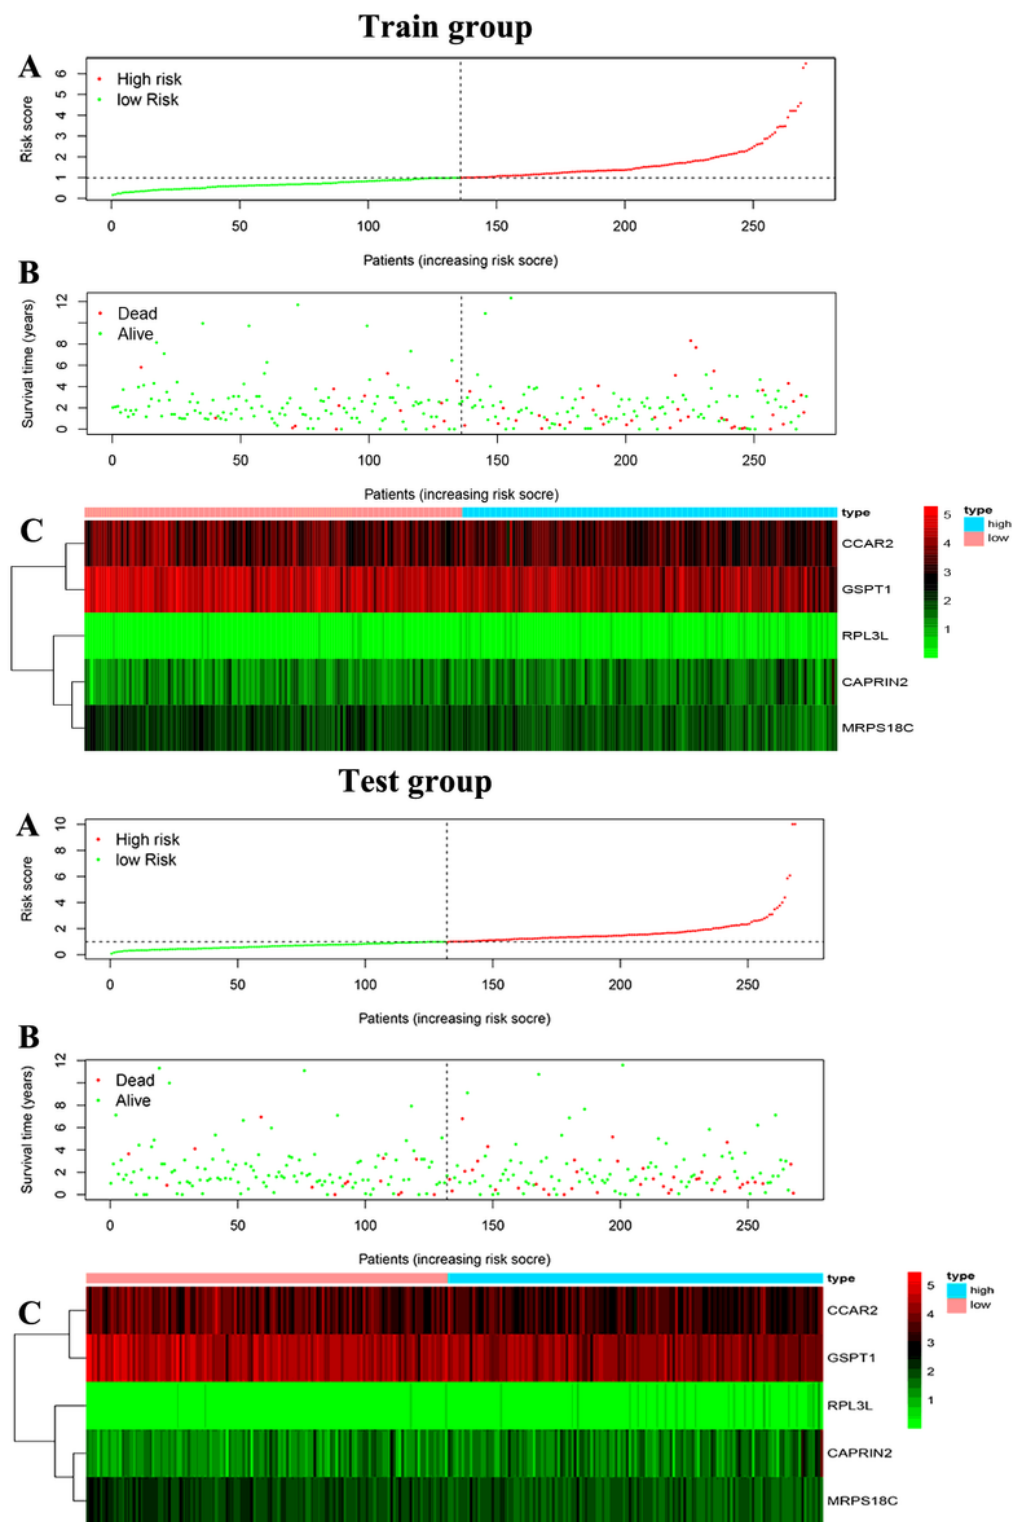 Train group
A
High risk
low Risk
Risk score
0 1 2 3 4 5 6
0 50 100 150 200 250
Patients (increasing risk socre)
B
Dead
Alive
Survival time (years)
0 2 4 6 8 10 12
0 50 100 150 200 250
Patients (increasing risk socre)
C
type
CCAR2
GSPT1
RPL3L
CAPRIN2
MRPS18C
5
4
3
2
1
type
high
low
Test group
A
High risk
low Risk
Risk score
0 2 4 6 8 10
0 50 100 150 200 250
Patients (increasing risk socre)
B
Dead
Alive
Survival time (years)
0 2 4 6 8 10 12
0 50 100 150 200 250
Patients (increasing risk socre)
C
type
CCAR2
GSPT1
RPL3L
CAPRIN2
MRPS18C
5
4
3
2
1
type
high
low